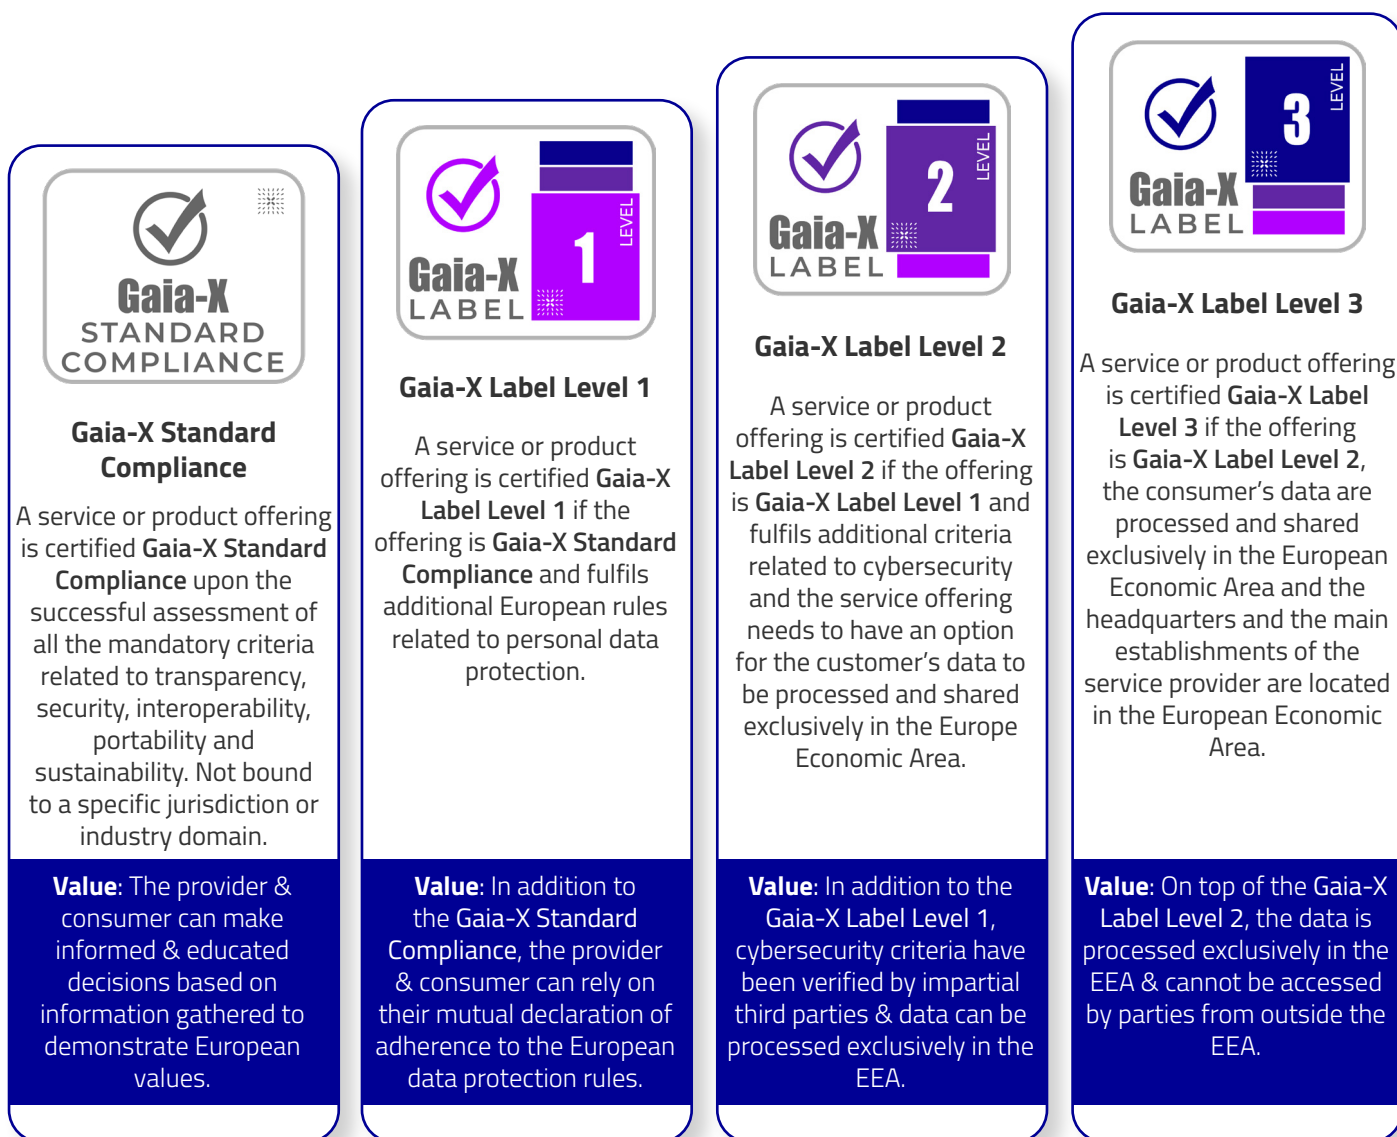 Gaia-X
STANDARD
COMPLIANCE
Gaia-X Standard
Compliance
A service or product offering
is certified Gaia-X Standard
Compliance upon the
successful assessment of
all the mandatory criteria
related to transparency,
security, interoperability,
portability and
sustainability. Not bound
to a specific jurisdiction or
industry domain.
Value: The provider &
consumer can make
informed & educated
decisions based on
information gathered to
demonstrate European
values.
Gaia-X
LABEL
1
LEVEL
Gaia-X Label Level 1
A service or product
offering is certified Gaia-X
Label Level 1 if the
offering is Gaia-X Standard
Compliance and fulfils
additional European rules
related to personal data
protection.
Value: In addition to
the Gaia-X Standard
Compliance, the provider
& consumer can rely on
their mutual declaration of
adherence to the European
data protection rules.
Gaia-X
LABEL
2
LEVEL
Gaia-X Label Level 2
A service or product
offering is certified Gaia-X
Label Level 2 if the offering
is Gaia-X Label Level 1 and
fulfils additional criteria
related to cybersecurity
and the service offering
needs to have an option
for the customer’s data to
be processed and shared
exclusively in the Europe
Economic Area.
Value: In addition to the
Gaia-X Label Level 1,
cybersecurity criteria have
been verified by impartial
third parties & data can be
processed exclusively in the
EEA.
Gaia-X
LABEL
3
LEVEL
Gaia-X Label Level 3
A service or product offering
is certified Gaia-X Label
Level 3 if the offering
is Gaia-X Label Level 2,
the consumer’s data are
processed and shared
exclusively in the European
Economic Area and the
headquarters and the main
establishments of the
service provider are located
in the European Economic
Area.
Value: On top of the Gaia-X
Label Level 2, the data is
processed exclusively in the
EEA & cannot be accessed
by parties from outside the
EEA.